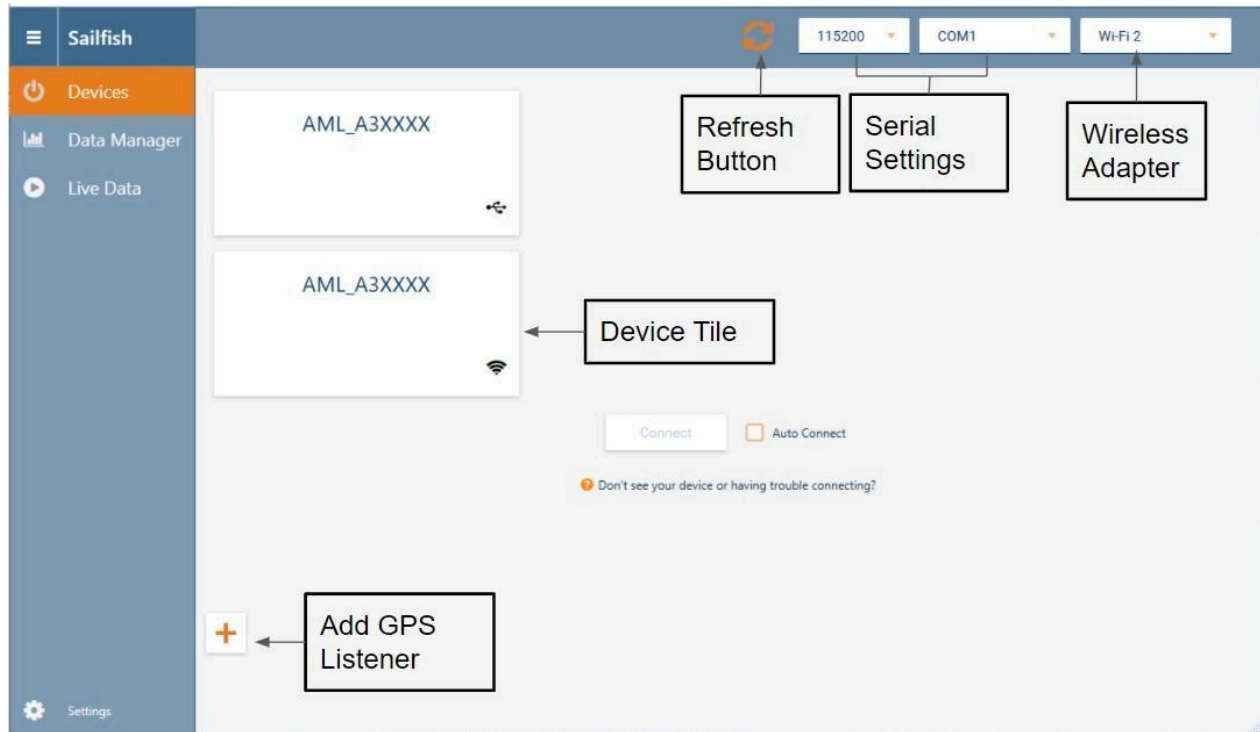 Sailfish
115200
COM1
Wi-Fi 2
Devices
Data Manager
Live Data
AML_A3XXXX
Refresh
Button
Serial
Settings
Wireless
Adapter
AML_A3XXXX
Device Tile
Connect
Auto Connect
Don't see your device or having trouble connecting?
+
Add GPS
Listener
Settings